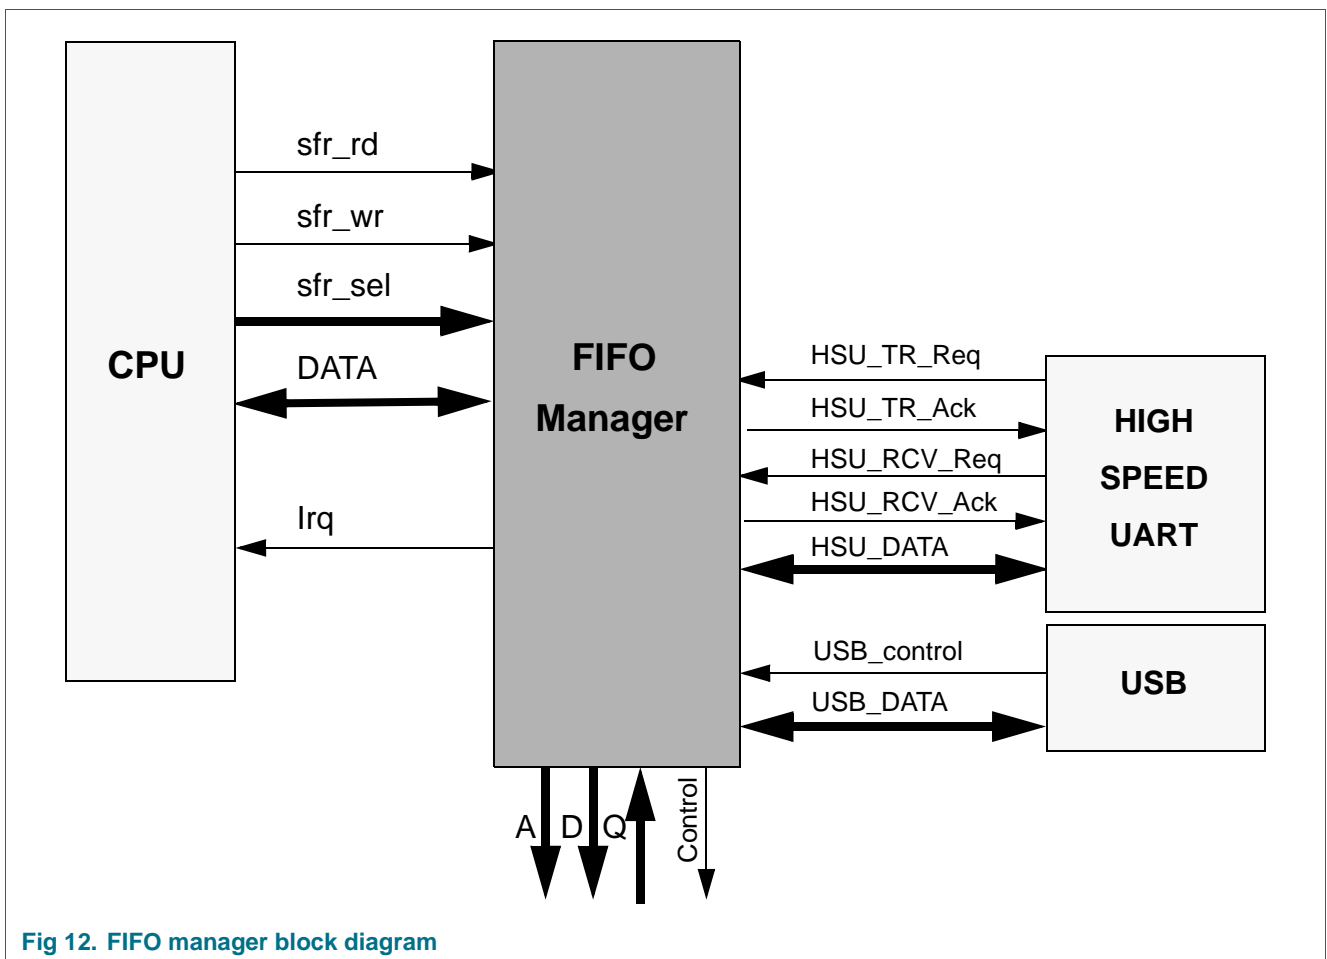 sfr_rd
sfr_wr
sfr_sel
DATA
Irq
CPU
FIFO
Manager
HSU_TR_Req
HSU_TR_Ack
HSU_RCV_Req
HSU_RCV_Ack
HSU_DATA
HIGH
SPEED
UART
USB_control
USB_DATA
USB
A
D
Q
Control
Fig 12. FIFO manager block diagram